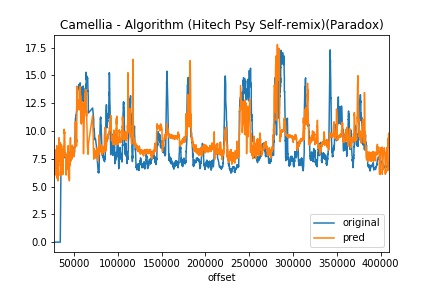 Camellia - Algorithm (Hitech Psy Self-remix)(Paradox)
17.5
15.0
12.5
10.0
7.5
5.0
2.5
0.0
50000 100000 150000 200000 250000 300000 350000 400000
offset
original
pred